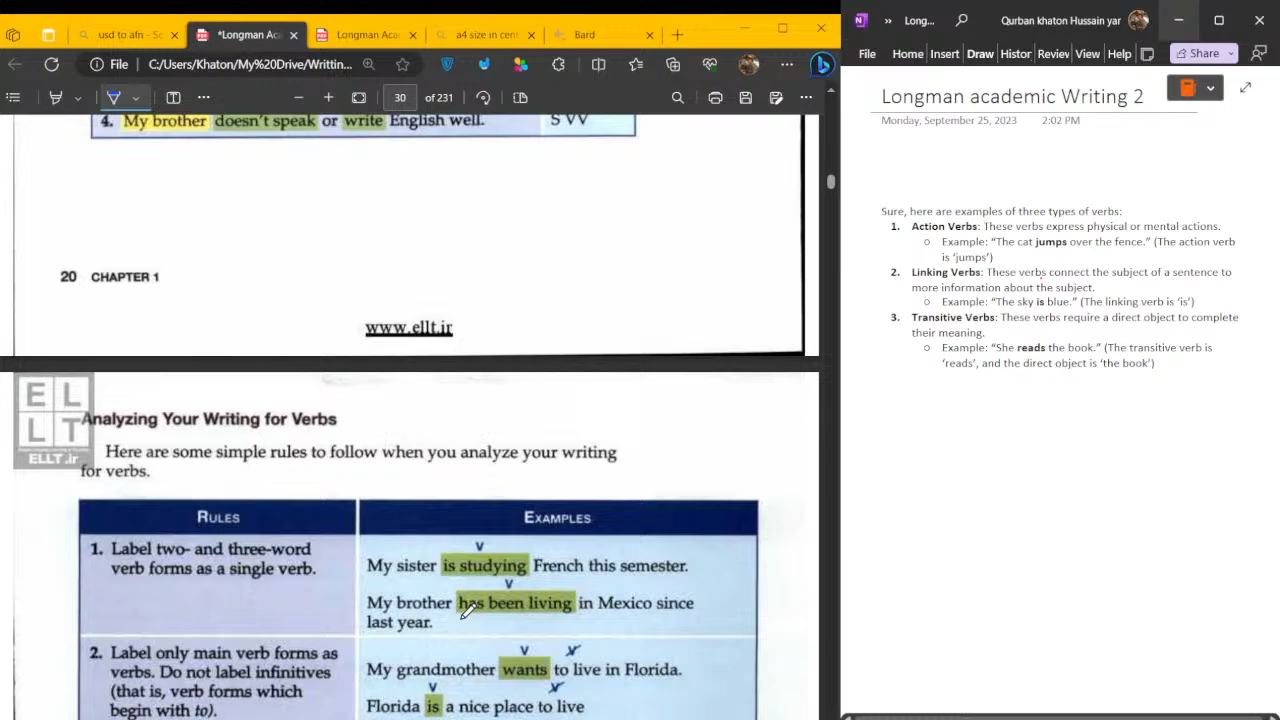 usd to afn - Sc
*Longman Aca
Longman Aca
a4 size in cent
Bard
File
C:/Users/Khaton/My%20Drive/Writtin...
30
of 231
4. My brother doesn't speak or write English well.
S V V
20 CHAPTER 1
www.ellt.ir
E L
L T
ELLT.ir
Analyzing Your Writing for Verbs
Here are some simple rules to follow when you analyze your writing
for verbs.
RULES
EXAMPLES
1. Label two- and three-word
verb forms as a single verb.
V
My sister is studying French this semester.
V
My brother has been living in Mexico since
last year.
2. Label only main verb forms as
verbs. Do not label infinitives
(that is, verb forms which
begin with to).
V V
My grandmother wants to live in Florida.
V V
Florida is a nice place to live
Long...
Qurban khaton Hussain yar
File Home Insert Draw Histor Review View Help
Share
Longman academic Writing 2
Monday, September 25, 2023 2:02 PM
Sure, here are examples of three types of verbs:
1. Action Verbs: These verbs express physical or mental actions.
○ Example: “The cat jumps over the fence.” (The action verb
is ‘jumps’)
2. Linking Verbs: These verbs connect the subject of a sentence to
more information about the subject.
○ Example: “The sky is blue.” (The linking verb is ‘is’)
3. Transitive Verbs: These verbs require a direct object to complete
their meaning.
○ Example: “She reads the book.” (The transitive verb is
‘reads’, and the direct object is ‘the book’)